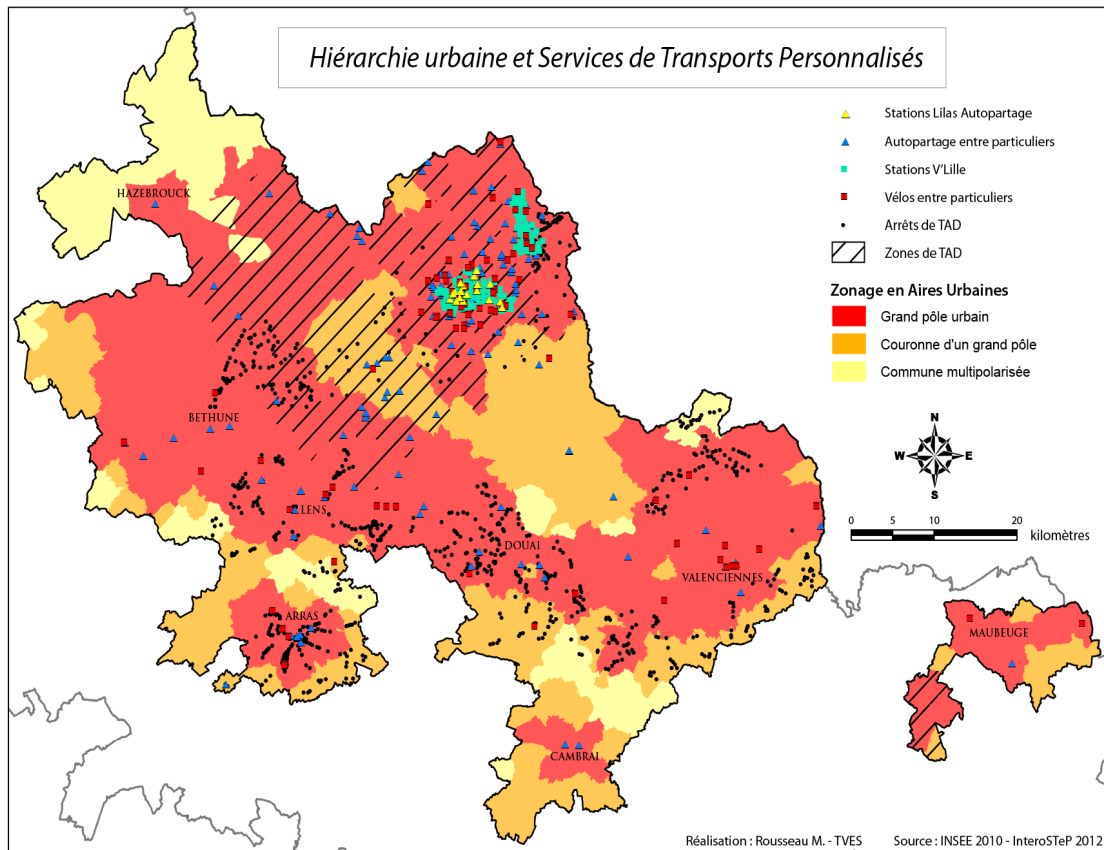 Hiérarchie urbaine et Services de Transports Personnalisés
Stations Lilas Autopartage
Autopartage entre particuliers
Stations V'Lille
Vélos entre particuliers
Arrêts de TAD
Zones de TAD
Zonage en Aires Urbaines
Grand pôle urbain
Couronne d'un grand pôle
Commune multipolarisée
HAZEBROUCK
BETHUNE
LENS
DOUAI
VALENCIENNES
ARRAS
CAMBRAI
MAUBEUGE
N
W E
S
0 5 10 20
kilomètres
Réalisation : Rousseau M. - TVES Source : INSEE 2010 - InteroSTeP 2012